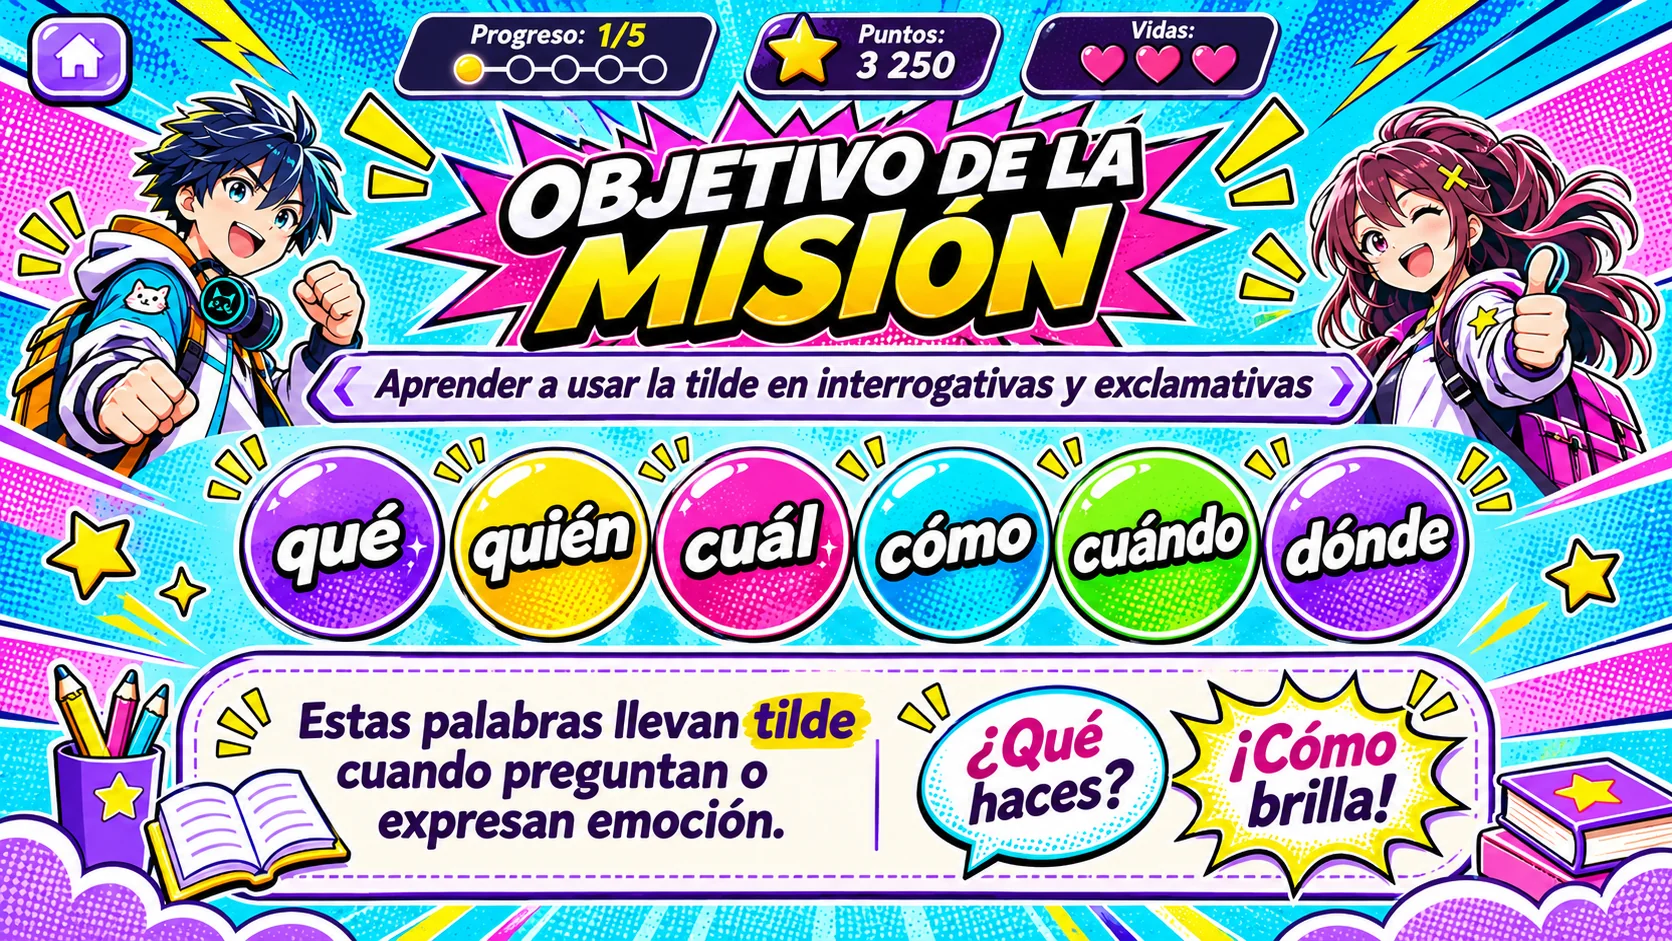 Progreso: 1/5
Puntos:
3 250
Vidas:
OBJETIVO DE LA
MISIÓN
Aprender a usar la tilde en interrogativas y exclamativas
qué
quién
cuál
cómo
cuándo
dónde
Estas palabras llevan tilde
cuando preguntan o
expresan emoción.
¿Qué
haces?
¡Cómo
brilla!